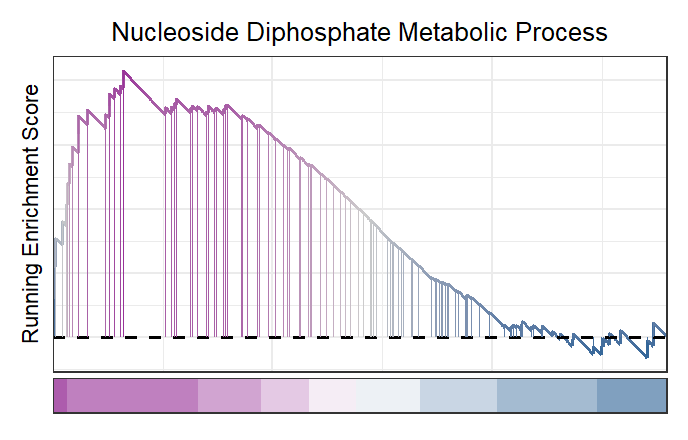 Nucleoside Diphosphate Metabolic Process
Running Enrichment Score